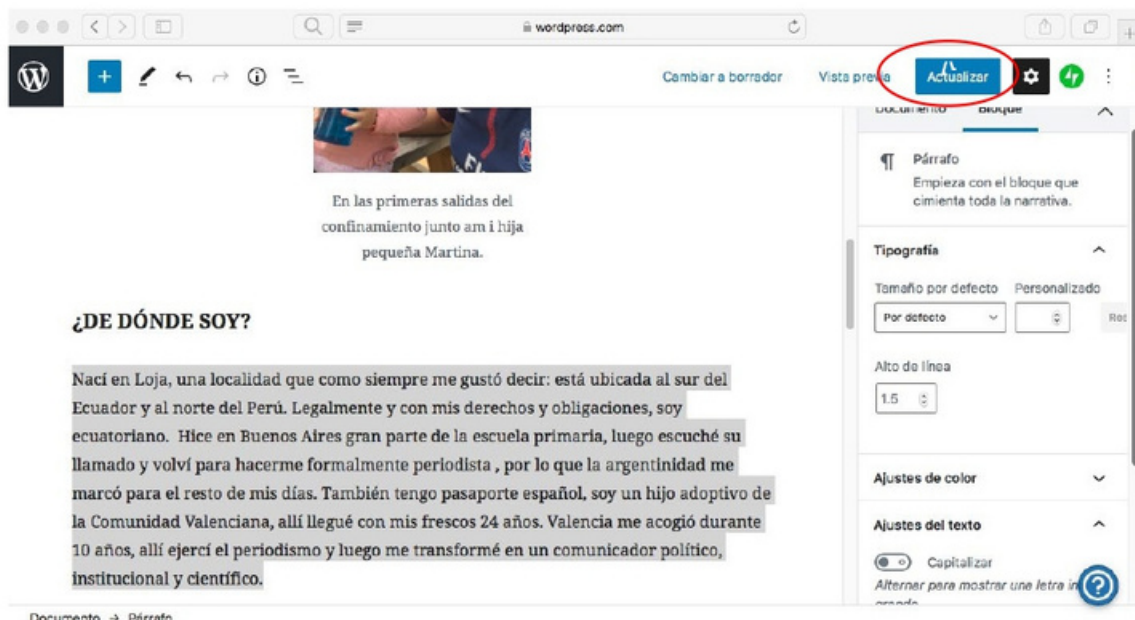 wordpress.com
Cambiar a borrador Vista previa Actualizar
Documento Bloque
Párrafo
Empieza con el bloque que
cimienta toda la narrativa.
Tipografía
Tamaño por defecto Personalizado
Por defecto
Alto de línea
1.5
Ajustes de color
Ajustes del texto
Capitalizar
Alternar para mostrar una letra
En las primeras salidas del
confinamiento junto am i hija
pequeña Martina.
¿DE DÓNDE SOY?
Nací en Loja, una localidad que como siempre me gustó decir: está ubicada al sur del
Ecuador y al norte del Perú. Legalmente y con mis derechos y obligaciones, soy
ecuatoriano. Hice en Buenos Aires gran parte de la escuela primaria, luego escuché su
llamado y volví para hacerme formalmente periodista , por lo que la argentinidad me
marcó para el resto de mis días. También tengo pasaporte español, soy un hijo adoptivo de
la Comunidad Valenciana, allí llegué con mis frescos 24 años. Valencia me acogió durante
10 años, allí ejercí el periodismo y luego me transformé en un comunicador político,
institucional y científico.
Documento → Párrafo